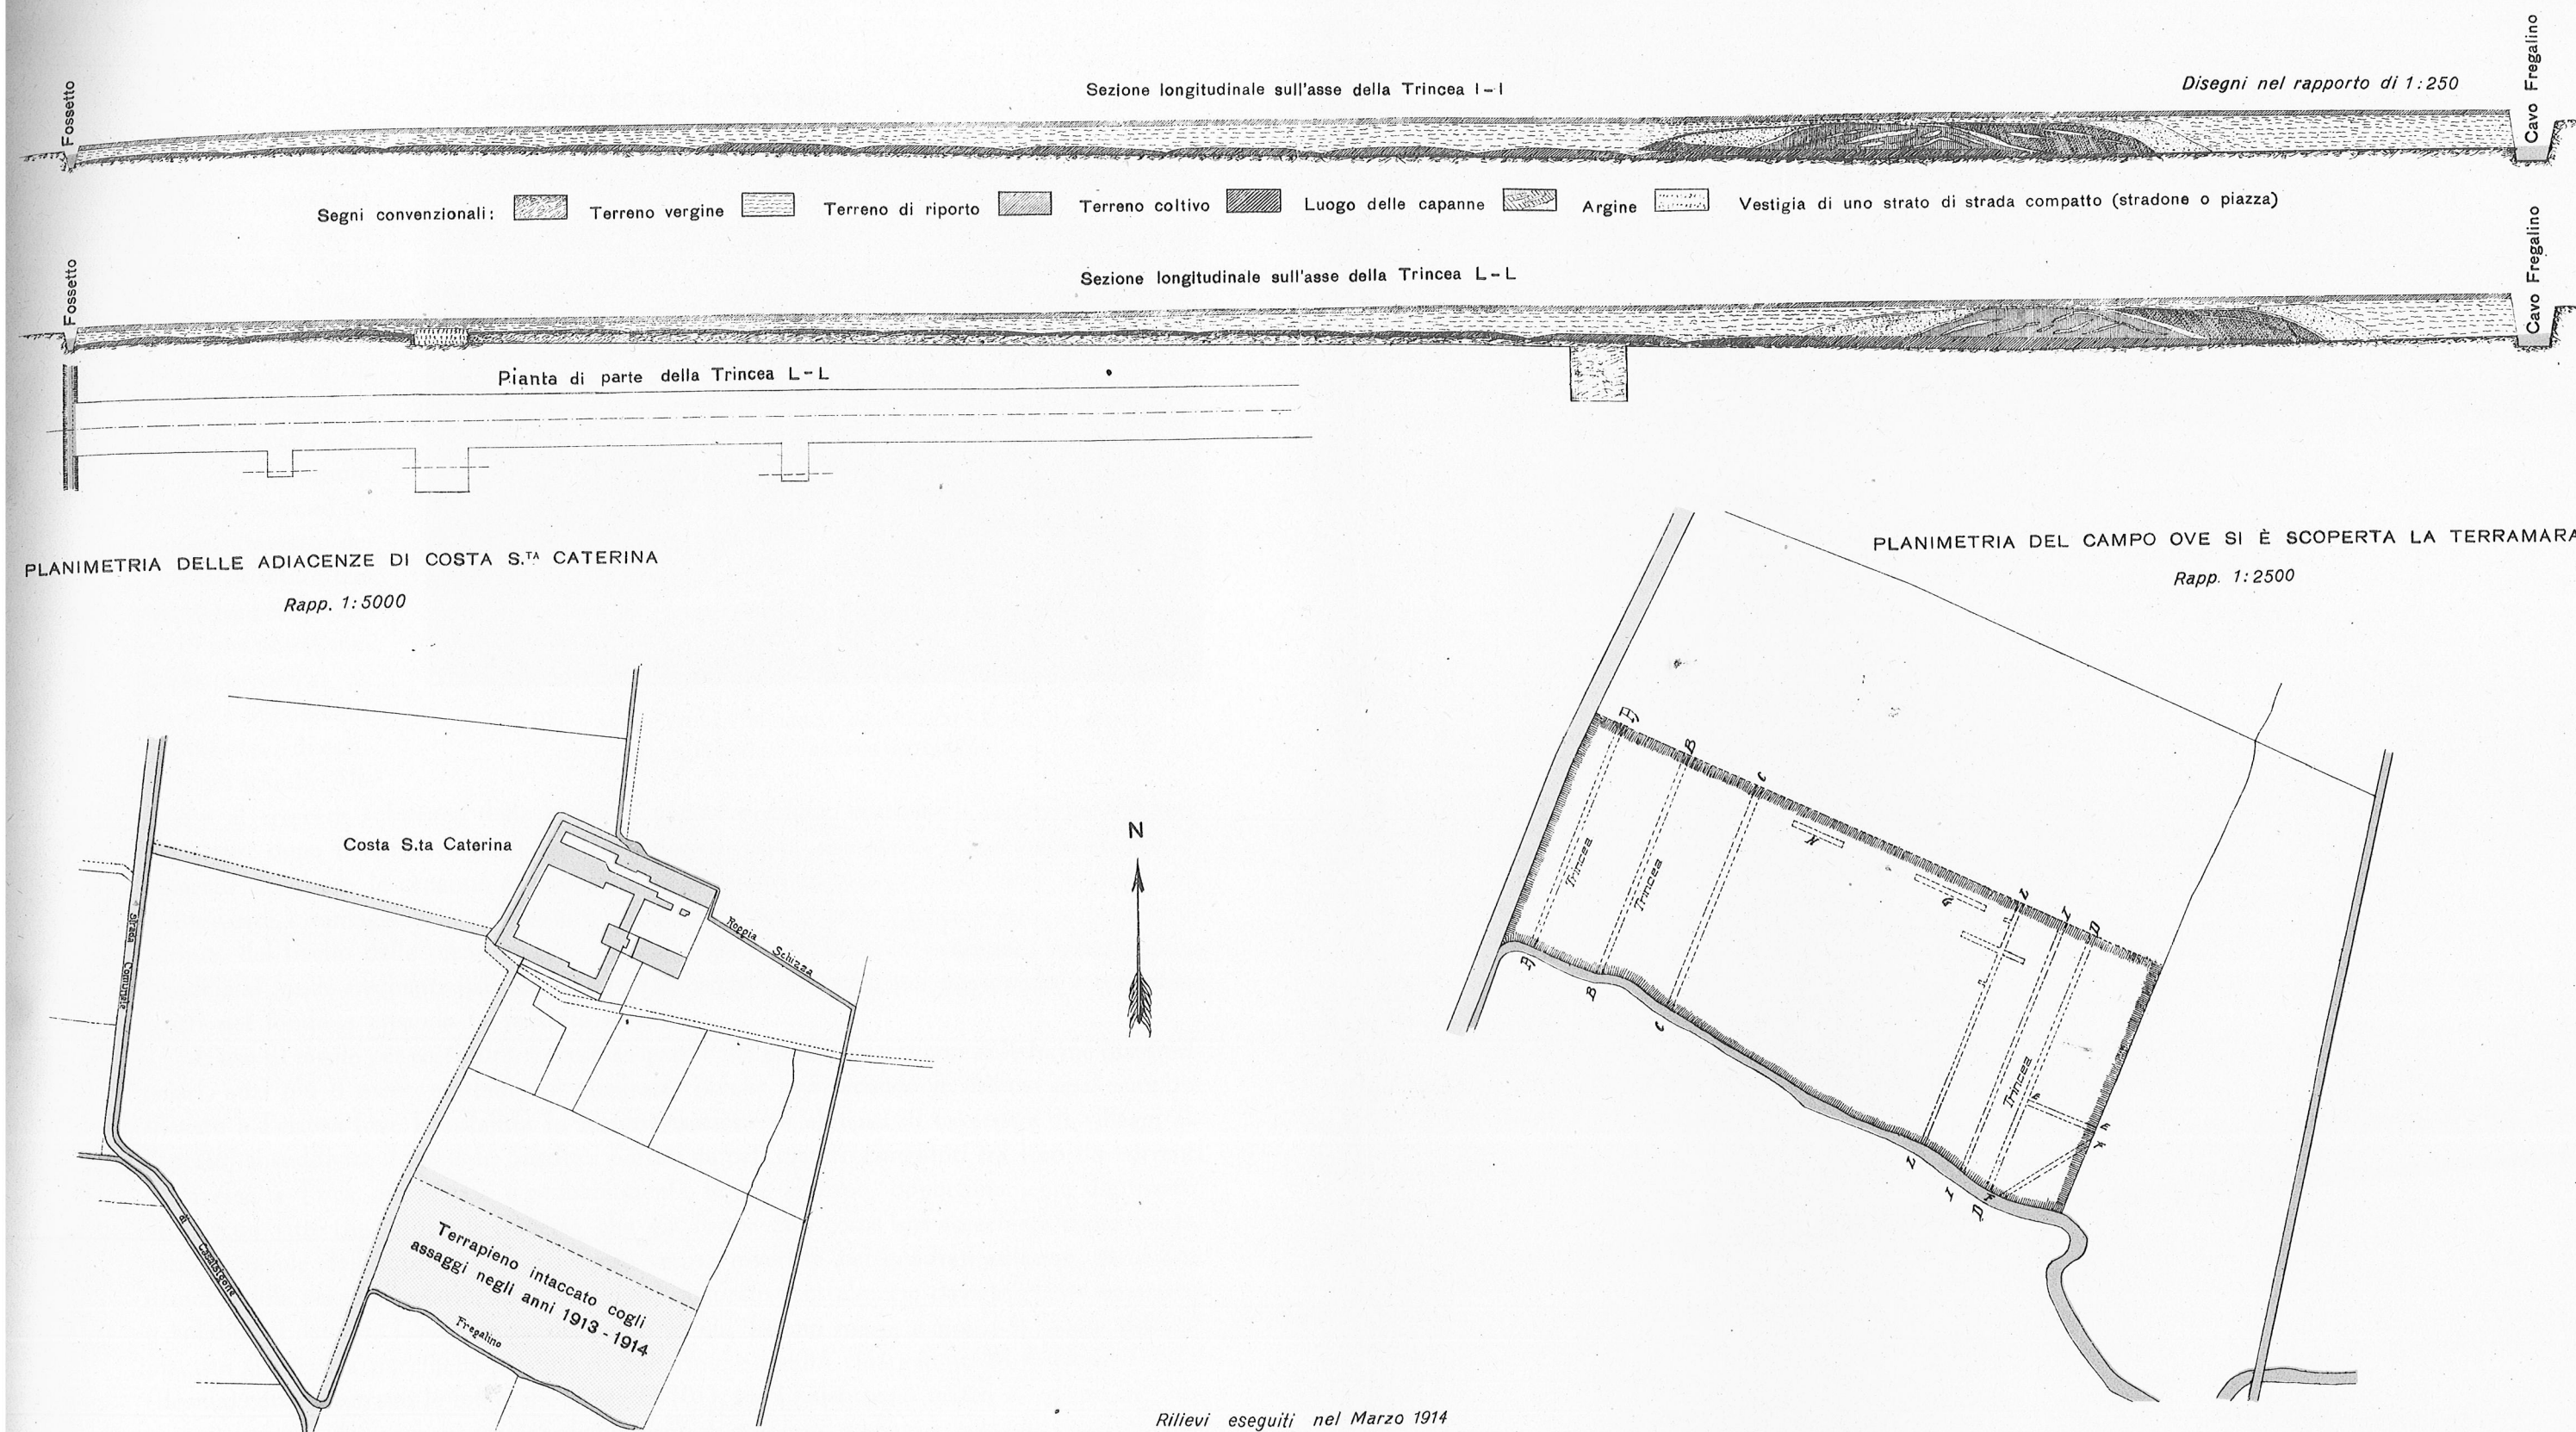 Fossetto
Sezione longitudinale sull'asse della Trincea I-I
Disegni nel rapporto di 1:250
Cavo Fregalino
Segni convenzionali:
Terreno vergine
Terreno di riporto
Terreno coltivo
Luogo delle capanne
Argine
Vestigia di uno strato di strada compatto (stradone o piazza)
Fossetto
Sezione longitudinale sull'asse della Trincea L-L
Cavo Fregalino
Pianta di parte della Trincea L-L
PLANIMETRIA DELLE ADIACENZE DI COSTA S.TA CATERINA
Rapp. 1:5000
PLANIMETRIA DEL CAMPO OVE SI È SCOPERTA LA TERRAMARA
Rapp. 1:2500
Costa S.ta Caterina
Strada Comunale
di
Roggia Schizza
Terrapieno intaccato cogli
assaggi negli anni 1913-1914
Fregalino
N
B
C
N
G
L
I
D
Trincea
Trincea
Trincea
B
C
L
I
D
F
Rilievi eseguiti nel Marzo 1914